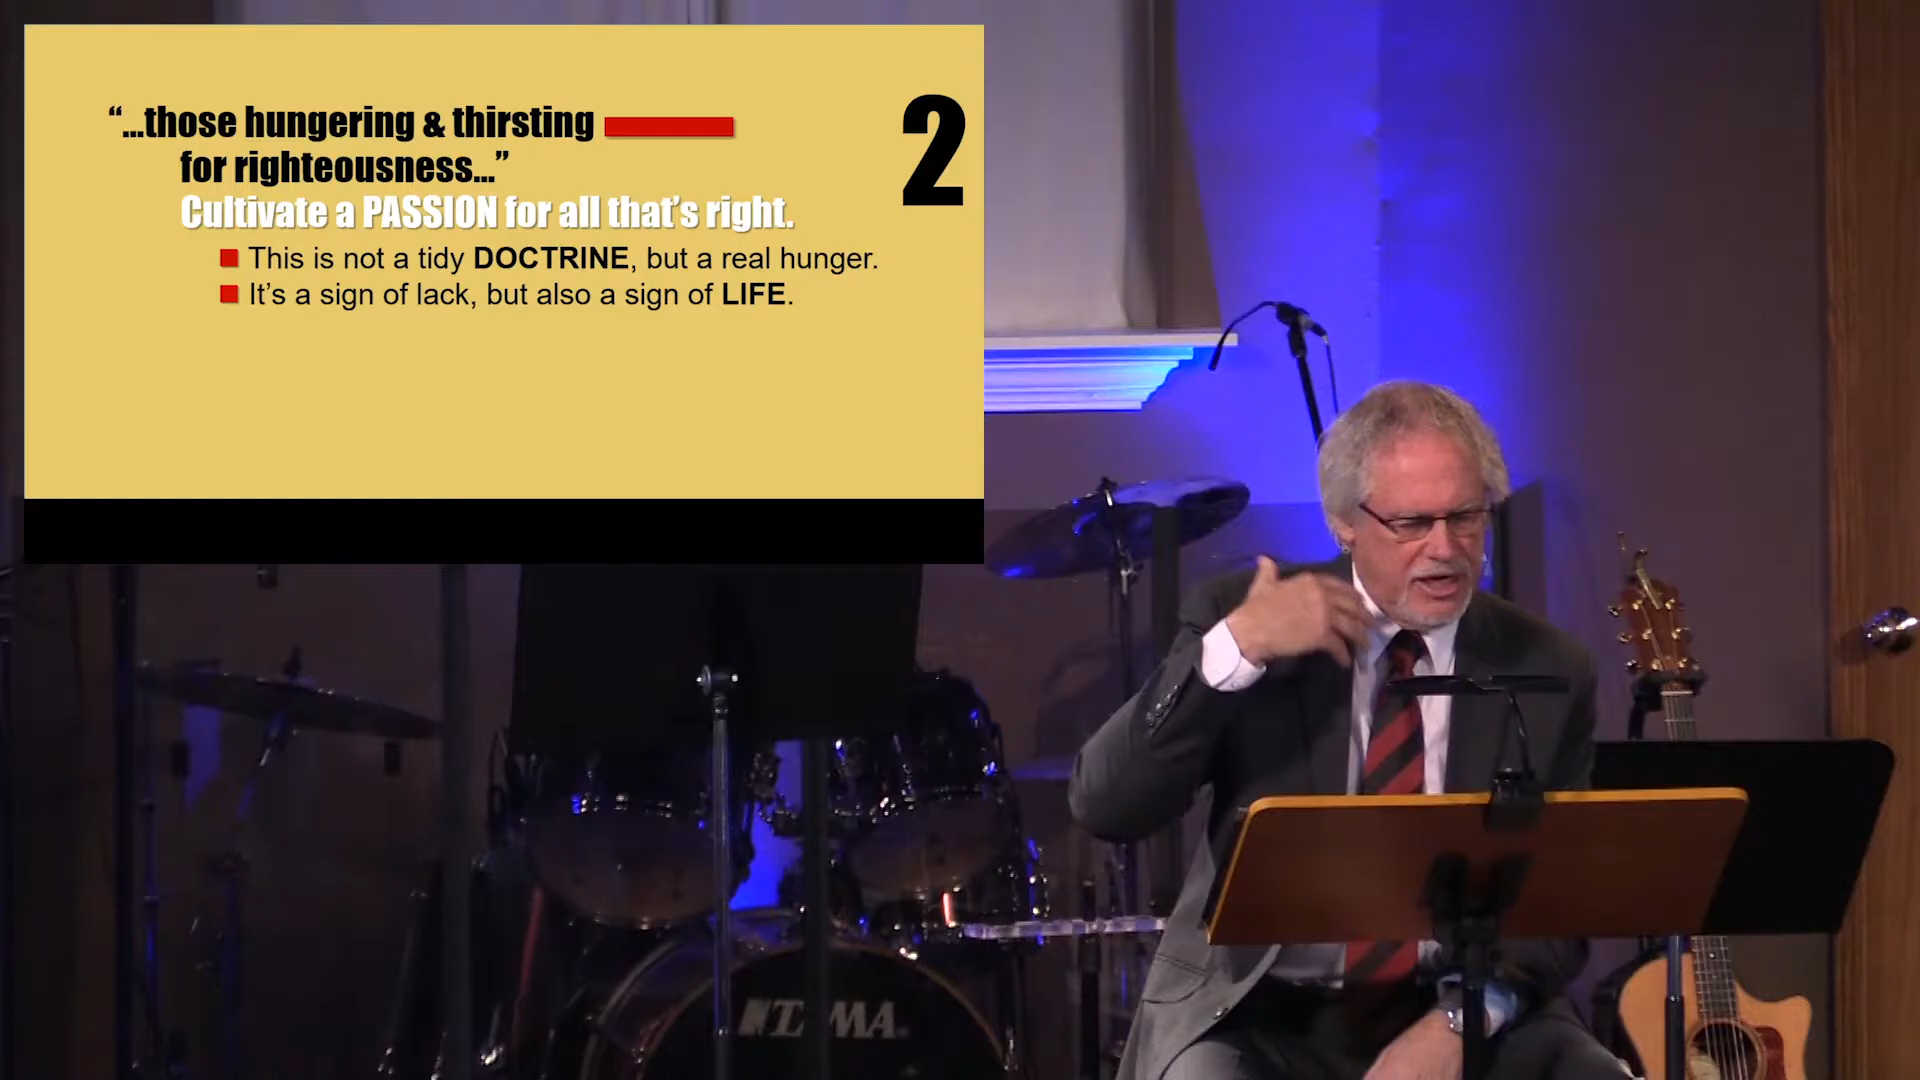 “...those hungering & thirsting
for righteousness...”
Cultivate a PASSION for all that’s right.
This is not a tidy DOCTRINE, but a real hunger.
It’s a sign of lack, but also a sign of LIFE.
2
TAMA